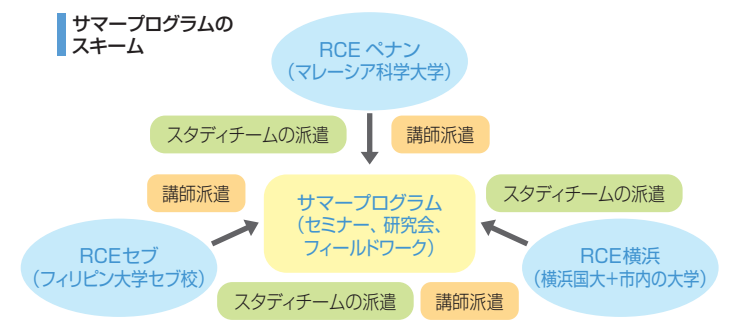 サマープログラムの
スキーム
RCE ペナン
（マレーシア科学大学）
スタディチームの派遣
講師派遣
講師派遣
サマープログラム
（セミナー、研究会、
フィールドワーク）
スタディチームの派遣
RCEセブ
（フィリピン大学セブ校）
RCE横浜
（横浜国大＋市内の大学）
スタディチームの派遣
講師派遣